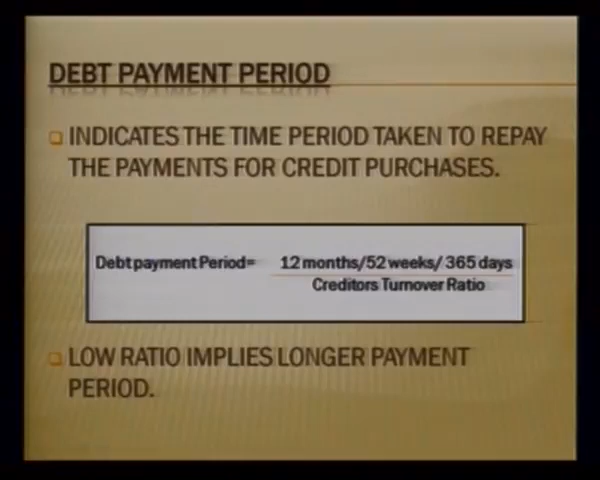 DEBT PAYMENT PERIOD
INDICATES THE TIME PERIOD TAKEN TO REPAY
THE PAYMENTS FOR CREDIT PURCHASES.
Debt payment Period= 12 months/52 weeks/ 365 days
Creditors Turnover Ratio
LOW RATIO IMPLIES LONGER PAYMENT
PERIOD.